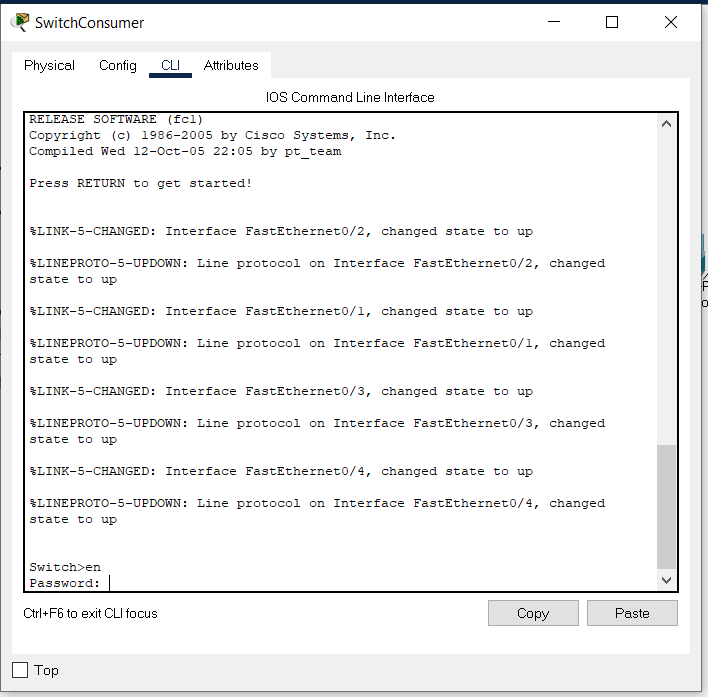 SwitchConsumer
Physical Config CLI Attributes
IOS Command Line Interface
RELEASE SOFTWARE (fc1)
Copyright (c) 1986-2005 by Cisco Systems, Inc.
Compiled Wed 12-Oct-05 22:05 by pt_team
Press RETURN to get started!
%LINK-5-CHANGED: Interface FastEthernet0/2, changed state to up
%LINEPROTO-5-UPDOWN: Line protocol on Interface FastEthernet0/2, changed
state to up
%LINK-5-CHANGED: Interface FastEthernet0/1, changed state to up
%LINEPROTO-5-UPDOWN: Line protocol on Interface FastEthernet0/1, changed
state to up
%LINK-5-CHANGED: Interface FastEthernet0/3, changed state to up
%LINEPROTO-5-UPDOWN: Line protocol on Interface FastEthernet0/3, changed
state to up
%LINK-5-CHANGED: Interface FastEthernet0/4, changed state to up
%LINEPROTO-5-UPDOWN: Line protocol on Interface FastEthernet0/4, changed
state to up
Switch>en
Password:
Ctrl+F6 to exit CLI focus
Copy Paste
Top